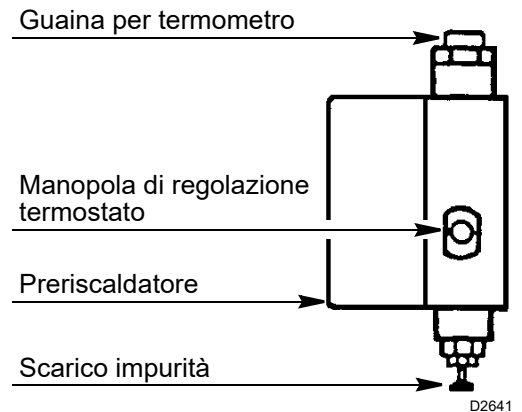 Guaina per termometro
Manopola di regolazione
termostato
Preriscaldatore
Scarico impurità
D2641